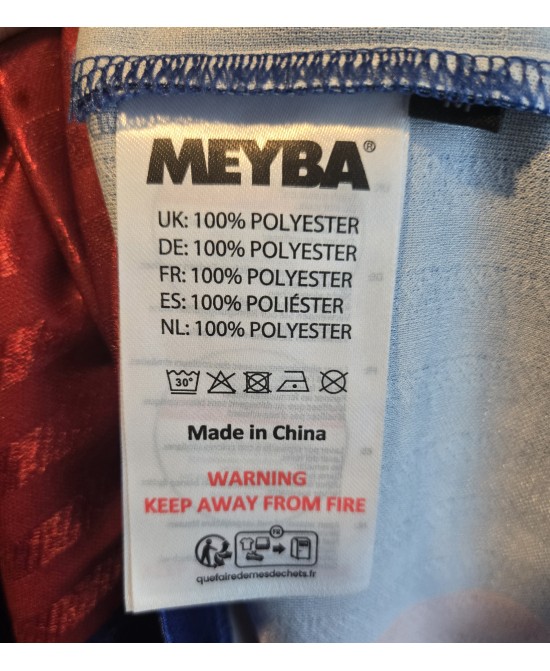 MEYBA®
UK: 100% POLYESTER
DE: 100% POLYESTER
FR: 100% POLYESTER
ES: 100% POLIÉSTER
NL: 100% POLYESTER
30°
Made in China
WARNING
KEEP AWAY FROM FIRE
FR
quefairedemesdechets.fr